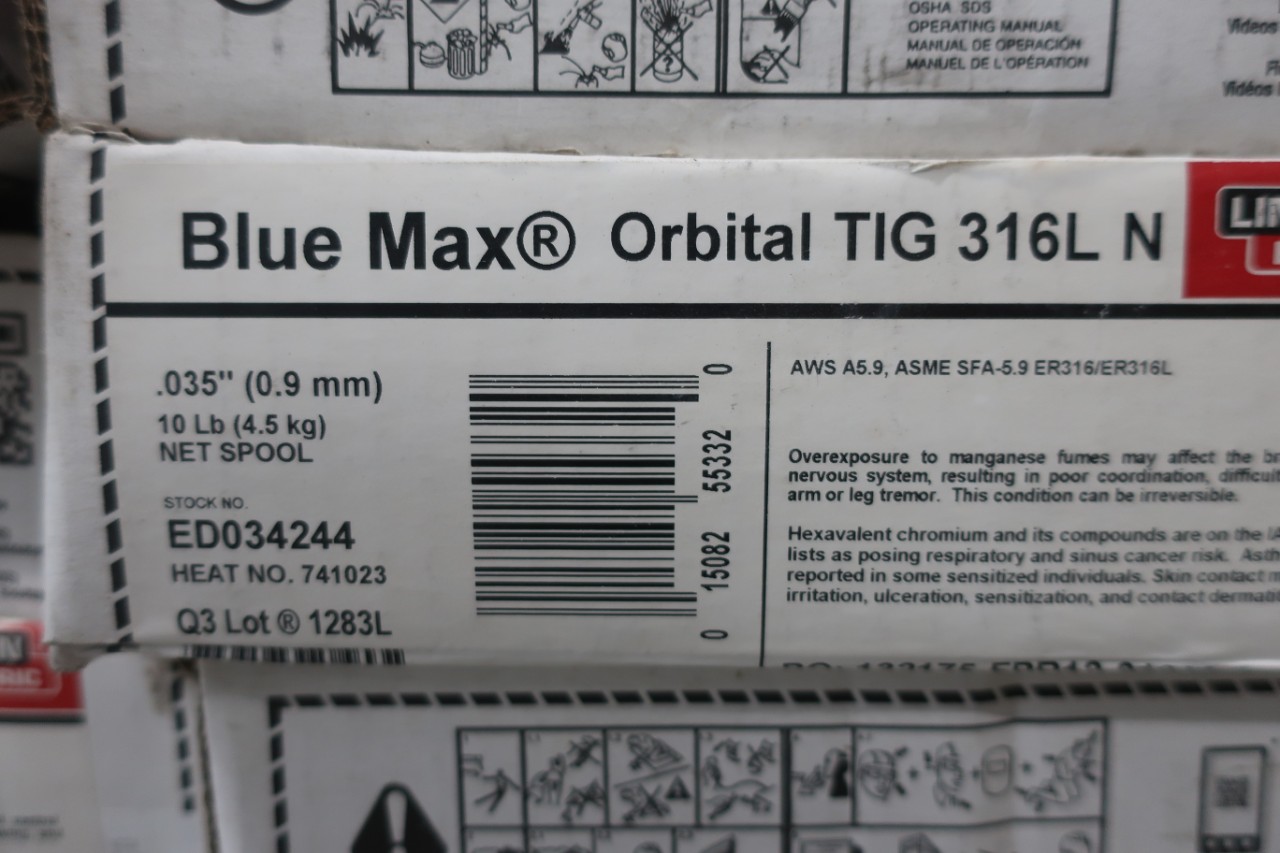 OSHA SDS
OPERATING MANUAL
MANUAL DE OPERACIÓN
MANUEL DE L'OPÉRATION
Videos
Vidéos
Blue Max® Orbital TIG 316L N
.035" (0.9 mm)
10 Lb (4.5 kg)
NET SPOOL
STOCK NO.
ED034244
HEAT NO. 741023
Q3 Lot ® 1283L
0 15082 55332 0
AWS A5.9, ASME SFA-5.9 ER316/ER316L
Overexposure to manganese fumes may affect the
nervous system, resulting in poor coordination,
arm or leg tremor. This condition can be irreversible.
Hexavalent chromium and its compounds are on the
lists as posing respiratory and sinus cancer risk.
reported in some sensitized individuals. Skin contact
irritation, ulceration, sensitization, and contact